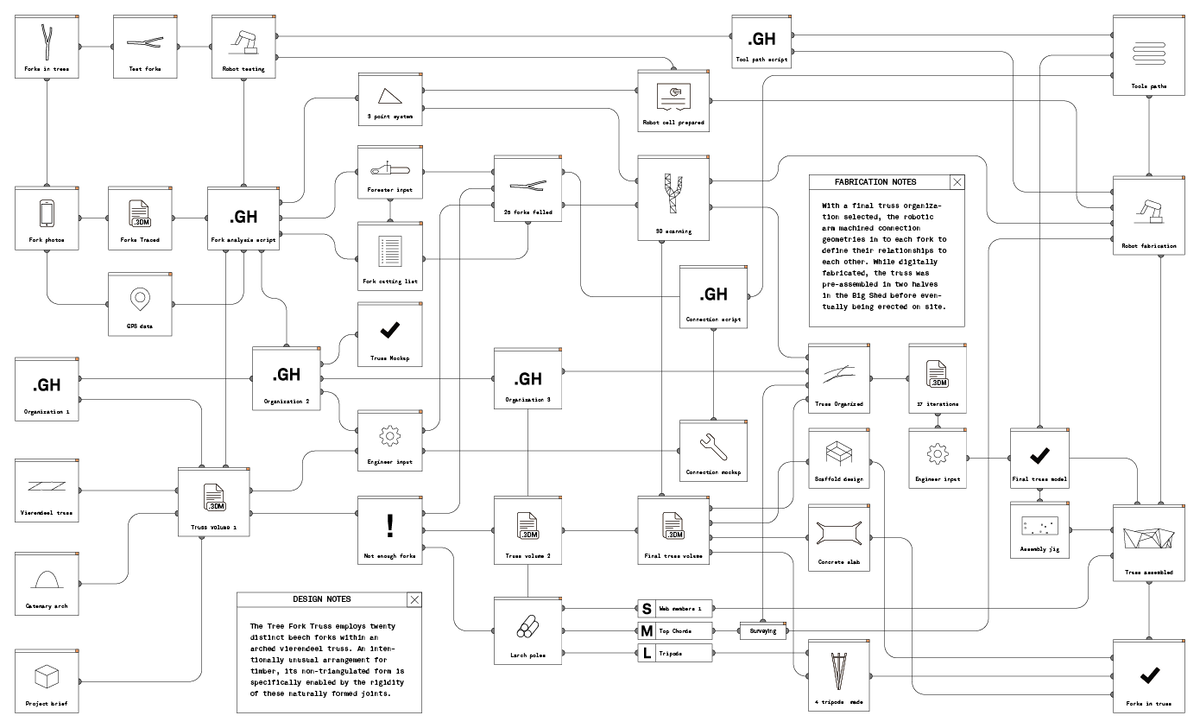 Forks in trees
Test forks
Robot testing
.GH
Tool path script
Tools paths
3 point system
Robot cell prepared
Fork photos
.3DM
Forks Traced
.GH
Fork analysis script
Forester input
Fork cutting list
25 forks felled
3D scanning
FABRICATION NOTES
With a final truss organiza-
tion selected, the robotic
arm machined connection
geometries in to each fork to
define their relationships to
each other. While digitally
fabricated, the truss was
pre-assembled in two halves
in the Big Shed before even-
tually being erected on site.
Robot fabrication
GPS data
Truss Mockup
.GH
Connection script
.GH
Organization 1
.GH
Organization 2
.GH
Organization 3
Truss Organized
.3DM
17 iterations
Engineer input
Connection mockup
Scaffold design
Engineer input
Final truss model
Vierendeel truss
.3DM
Truss volume 1
!
Not enough forks
.3DM
Truss volume 2
.3DM
Final truss volume
Concrete slab
Assembly jig
Truss assembled
Catenary arch
DESIGN NOTES
The Tree Fork Truss employs twenty
distinct beech forks within an
arched vierendeel truss. An inten-
tionally unusual arrangement for
timber, its non-triangulated form is
specifically enabled by the rigidity
of these naturally formed joints.
Larch poles
S Web members 1
M Top Chords
L Tripods
Surveying
4 tripods made
Forks in truss
Project brief